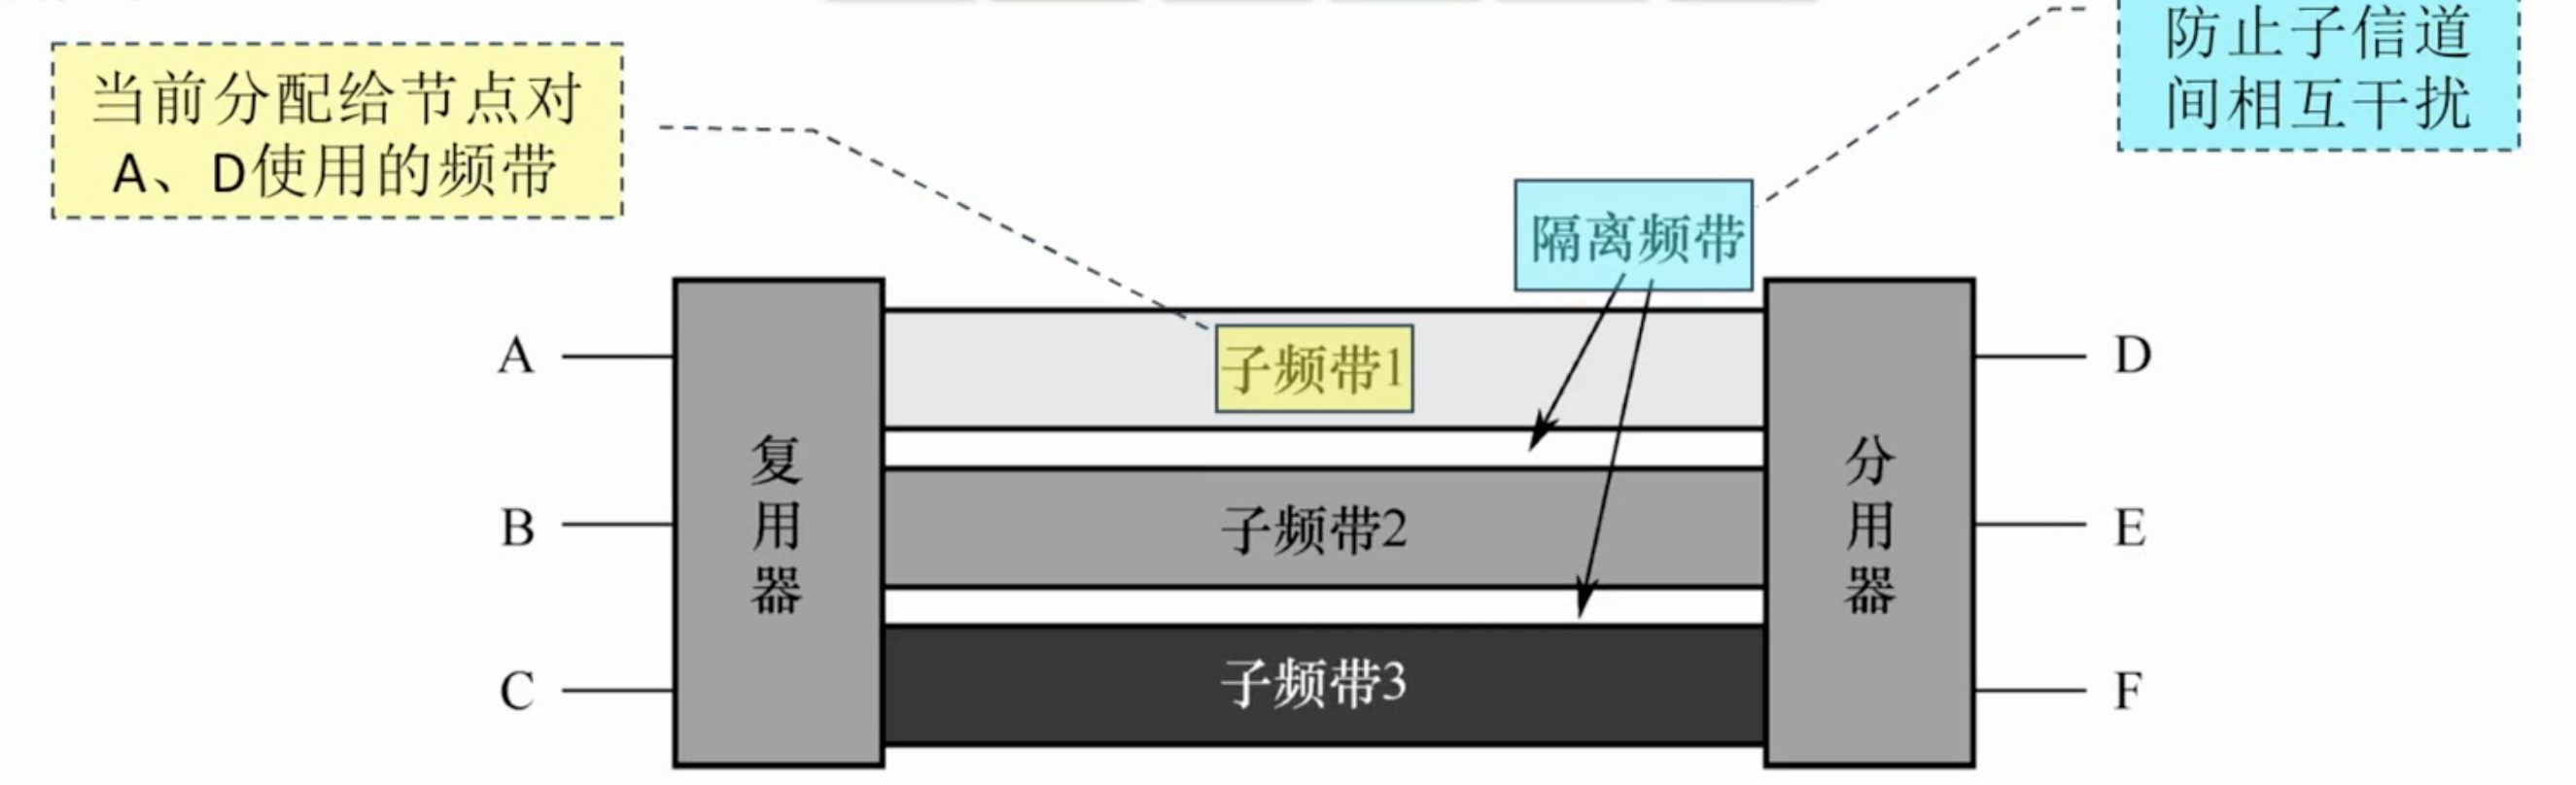 防止子信道
间相互干扰
当前分配给节点对
A、D使用的频带
隔离频带
A
子频带1
D
复用器
分用器
B
子频带2
E
C
子频带3
F